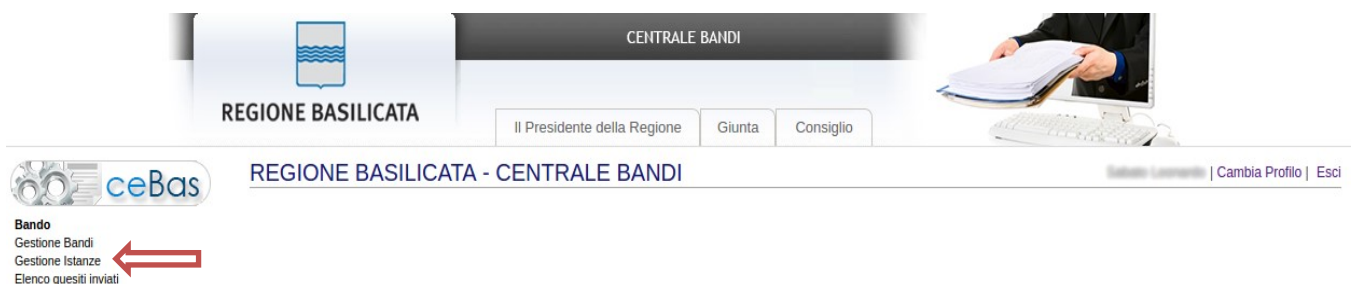 CENTRALE BANDI
REGIONE BASILICATA
Il Presidente della Regione
Giunta
Consiglio
ceBas
REGIONE BASILICATA - CENTRALE BANDI
| Cambia Profilo | Esci
Bando
Gestione Bandi
Gestione Istanze
Elenco quesiti inviati